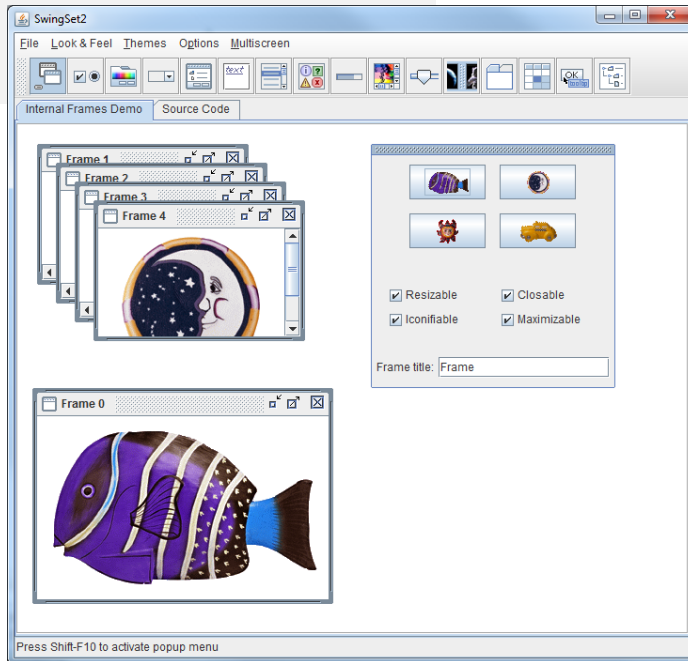 SwingSet2
File Look & Feel Themes Options Multiscreen
text
OK
Internal Frames Demo Source Code
Frame 1
Frame 2
Frame 3
Frame 4
Resizable Closable
Iconifiable Maximizable
Frame title: Frame
Frame 0
Press Shift-F10 to activate popup menu